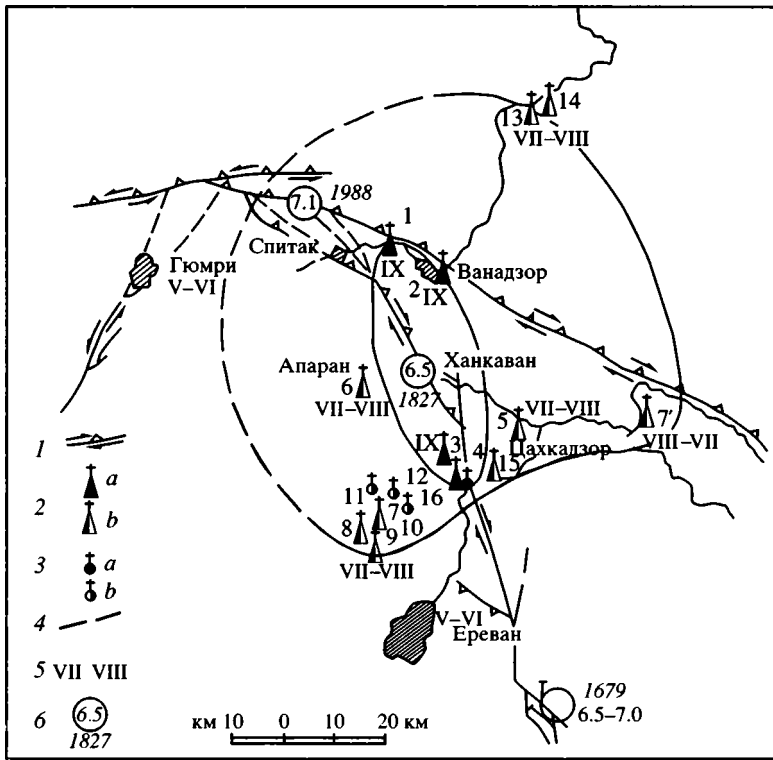 14
13
VII–VIII
1988
7.1
1
Спитак
IX
Ванадзор
2 IX
Гюмри
V–VI
Апаран
6.5
1827
Ханкаван
6
VII–VIII
5
VII–VIII
7'
VIII–VII
Цахкадзор
IX
3
4
15
11
12
16
8
7
10
9
VII–VIII
V–VI
Ереван
1679
6.5–7.0
1
2
a
b
3
a
b
4
5 VII VIII
6 6.5
1827
км 10 0 10 20 км